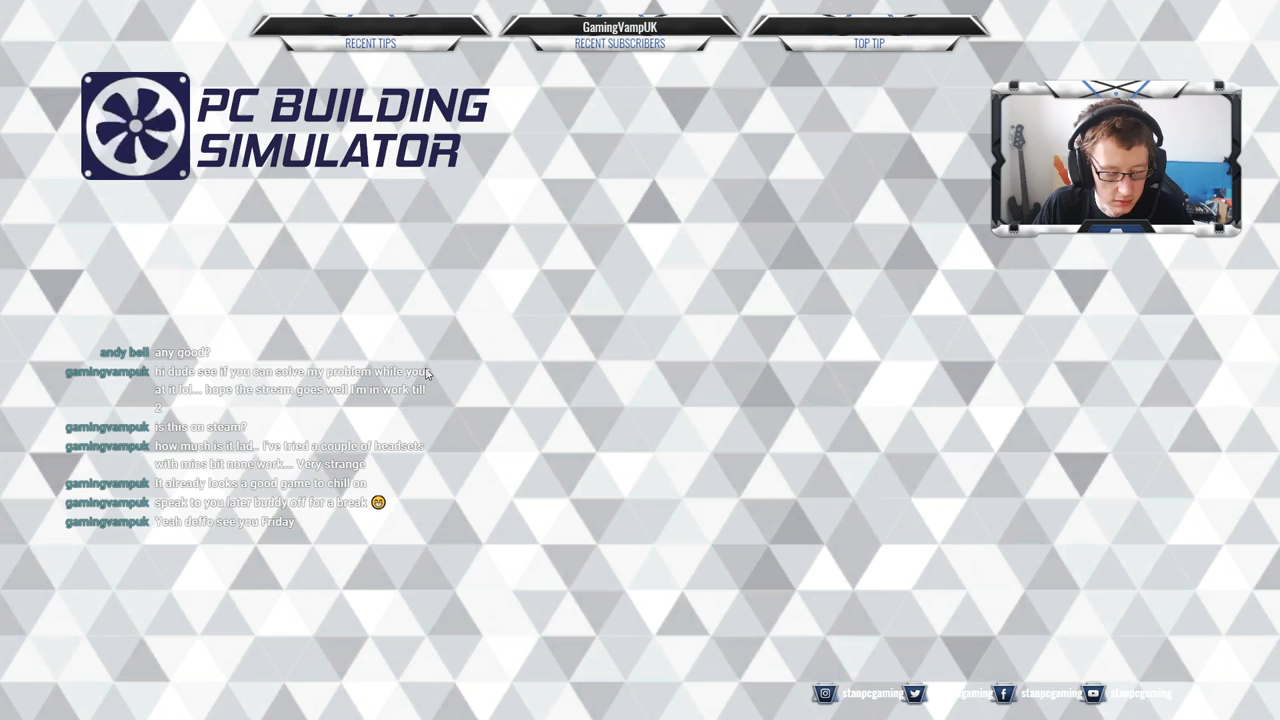 GamingVampUK
RECENT TIPS
RECENT SUBSCRIBERS
TOP TIP
PC BUILDING
SIMULATOR
andy bell any good?
gamingvampuk hi dude see if you can solve my problem while your
at it lol... hope the stream goes well I'm in work till
2
gamingvampuk is this on steam?
gamingvampuk how much is it lad.. I've tried a couple of headsets
with mics bit none work... Very strange
gamingvampuk It already looks a good game to chill on
gamingvampuk speak to you later buddy off for a break 😁
gamingvampuk Yeah deffo see you Friday
stanpcgaming
stanpcgaming
stanpcgaming